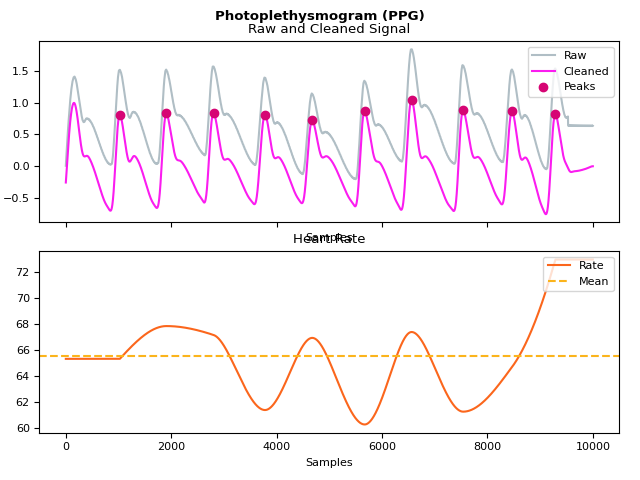 Photoplethysmogram (PPG)
Raw and Cleaned Signal
Raw
Cleaned
Peaks
1.5
1.0
0.5
0.0
−0.5
Samples
Heart Rate
Rate
Mean
72
70
68
66
64
62
60
0 2000 4000 6000 8000 10000
Samples